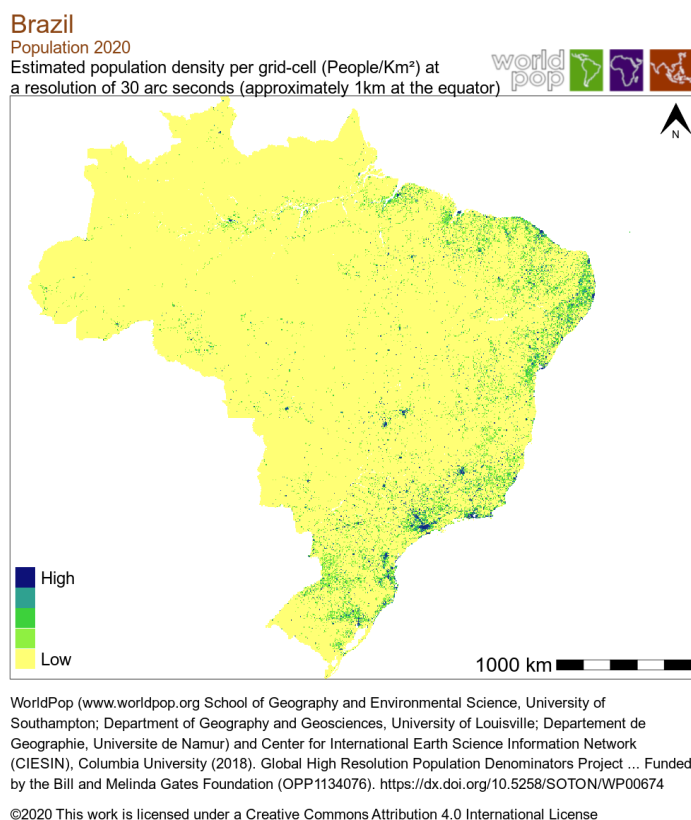 Brazil
Population 2020
Estimated population density per grid-cell (People/Km²) at
a resolution of 30 arc seconds (approximately 1km at the equator)
world
pop
N
High
Low
1000 km
WorldPop (www.worldpop.org School of Geography and Environmental Science, University of
Southampton; Department of Geography and Geosciences, University of Louisville; Departement de
Geographie, Universite de Namur) and Center for International Earth Science Information Network
(CIESIN), Columbia University (2018). Global High Resolution Population Denominators Project ... Funded
by the Bill and Melinda Gates Foundation (OPP1134076). https://dx.doi.org/10.5258/SOTON/WP00674
©2020 This work is licensed under a Creative Commons Attribution 4.0 International License